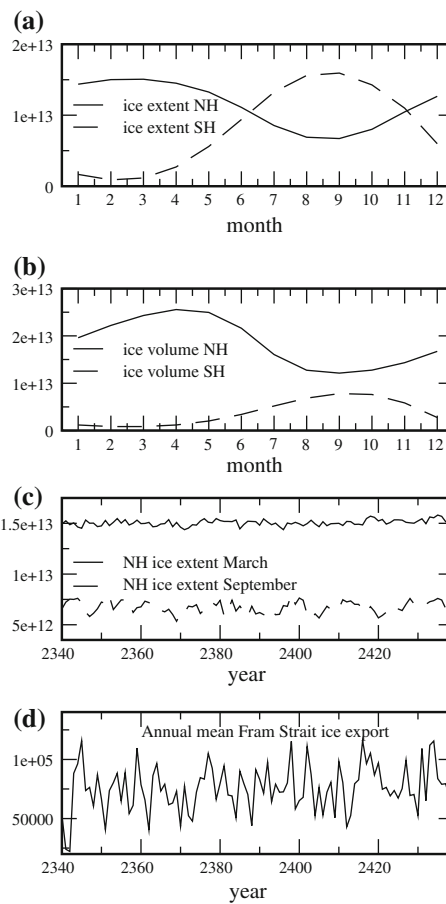 (a)
2e+13
1e+13
0
ice extent NH
ice extent SH
1 2 3 4 5 6 7 8 9 10 11 12
month
(b)
3e+13
2e+13
1e+13
0
ice volume NH
ice volume SH
1 2 3 4 5 6 7 8 9 10 11 12
month
(c)
1.5e+13
1e+13
5e+12
NH ice extent March
NH ice extent September
2340 2360 2380 2400 2420
year
(d)
Annual mean Fram Strait ice export
1e+05
50000
2340 2360 2380 2400 2420
year